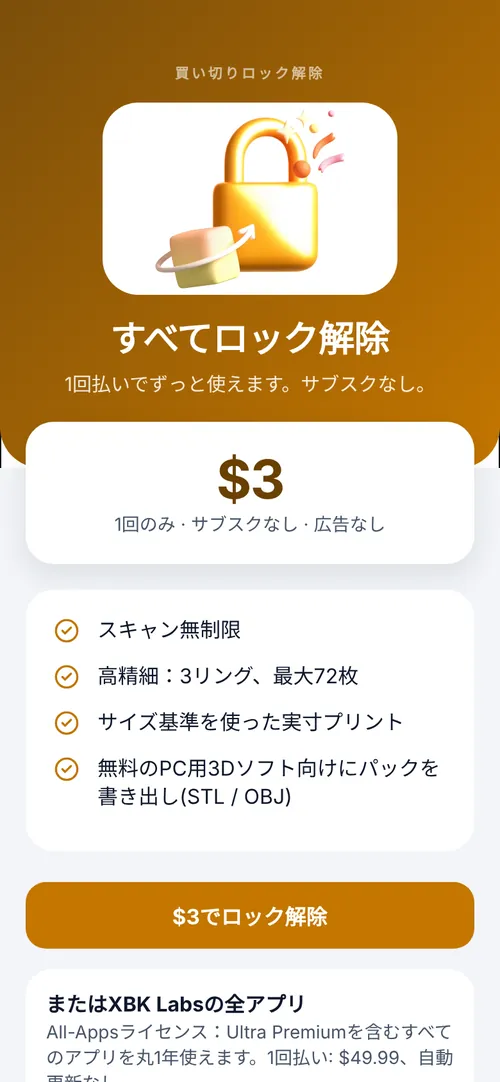 買い切りロック解除
すべてロック解除
1回払いでずっと使えます。サブスクなし。
$3
1回のみ · サブスクなし · 広告なし
スキャン無制限
高精細：3リング、最大72枚
サイズ基準を使った実寸プリント
無料のPC用3Dソフト向けにパックを
書き出し(STL / OBJ)
$3でロック解除
またはXBK Labsの全アプリ
All-Appsライセンス：Ultra Premiumを含むすべて
のアプリを丸1年使えます。1回払い: $49.99、自動
更新なし